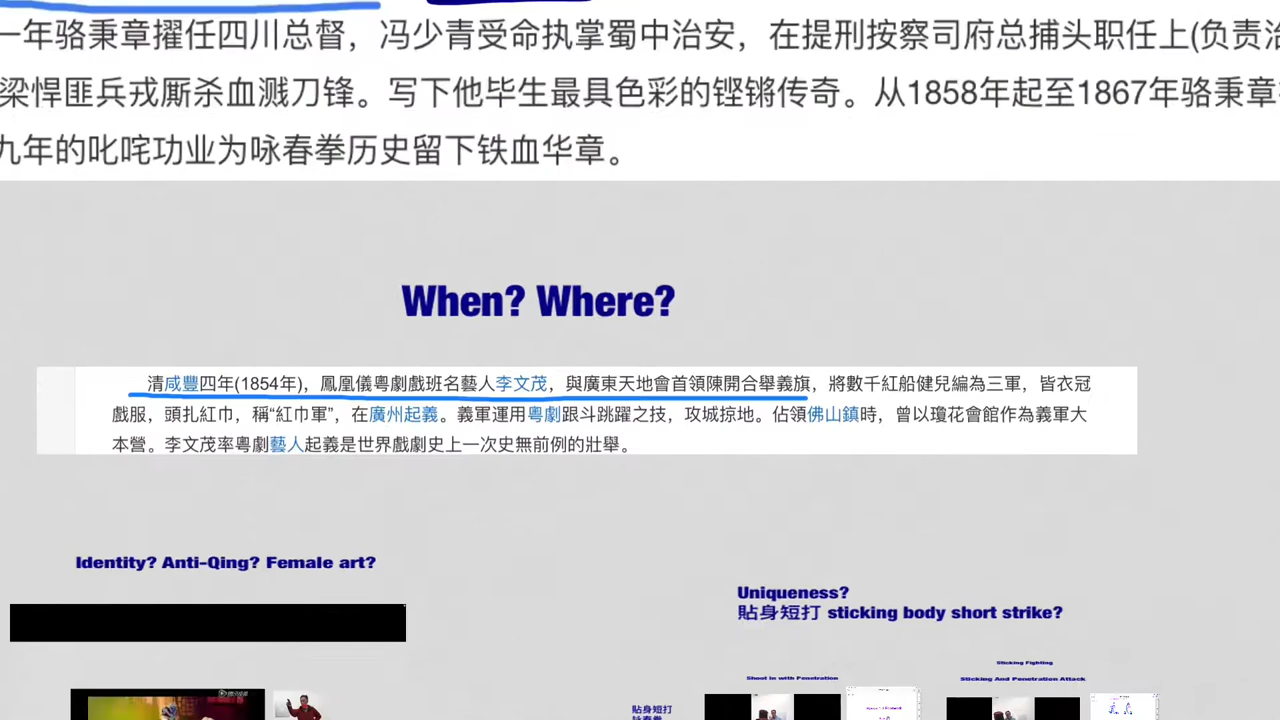 一年骆秉章擢任四川总督，冯少青受命执掌蜀中治安，在提刑按察司府总捕头职任上(负责治
梁悍匪兵戎厮杀血溅刀锋。写下他毕生最具色彩的铿锵传奇。从1858年起至1867年骆秉章
九年的叱咤功业为咏春拳历史留下铁血华章。
When? Where?
清咸豐四年(1854年)，鳳凰儀粵劇戲班名藝人李文茂，與廣東天地會首領陳開合舉義旗，將數千紅船健兒編為三軍，皆衣冠
戲服，頭扎紅巾，稱“紅巾軍”，在廣州起義。義軍運用粵劇跟斗跳躍之技，攻城掠地。佔領佛山鎮時，曾以瓊花會館作為義軍大
本營。李文茂率粵劇藝人起義是世界戲劇史上一次史無前例的壯舉。
Identity? Anti-Qing? Female art?
Uniqueness?
貼身短打 sticking body short strike?
Sticking Fighting
Shoot in with Penetration
Sticking And Penetration Attack
貼身短打